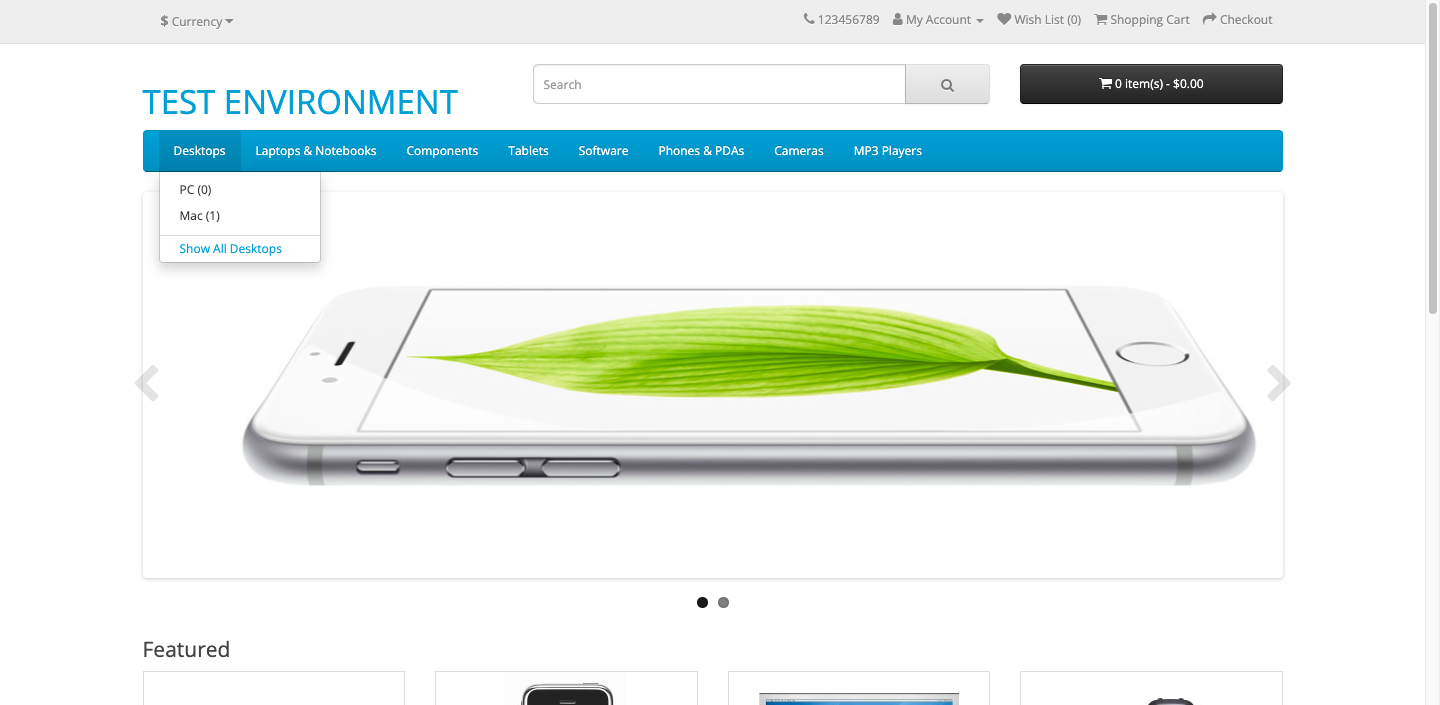 $ Currency
123456789 My Account Wish List (0) Shopping Cart Checkout
TEST ENVIRONMENT
Search
0 item(s) - $0.00
Desktops Laptops & Notebooks Components Tablets Software Phones & PDAs Cameras MP3 Players
PC (0)
Mac (1)
Show All Desktops
Featured